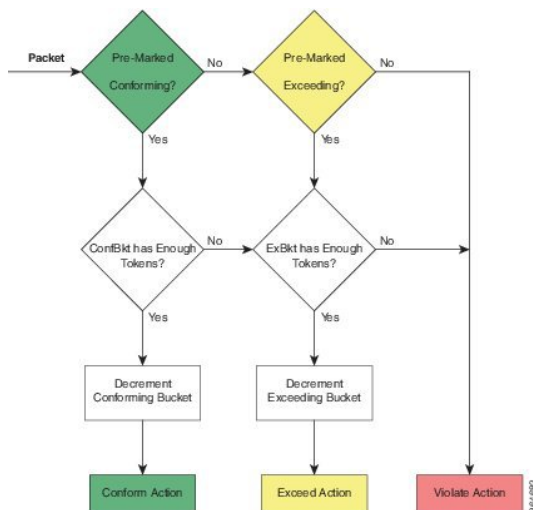 Packet
Pre-Marked
Conforming?
No
Pre-Marked
Exceeding?
No
Yes
Yes
ConfBkt has Enough
Tokens?
No
ExBkt has Enough
Tokens?
No
Yes
Yes
Decrement
Conforming Bucket
Decrement
Exceeding Bucket
Conform Action
Exceed Action
Violate Action